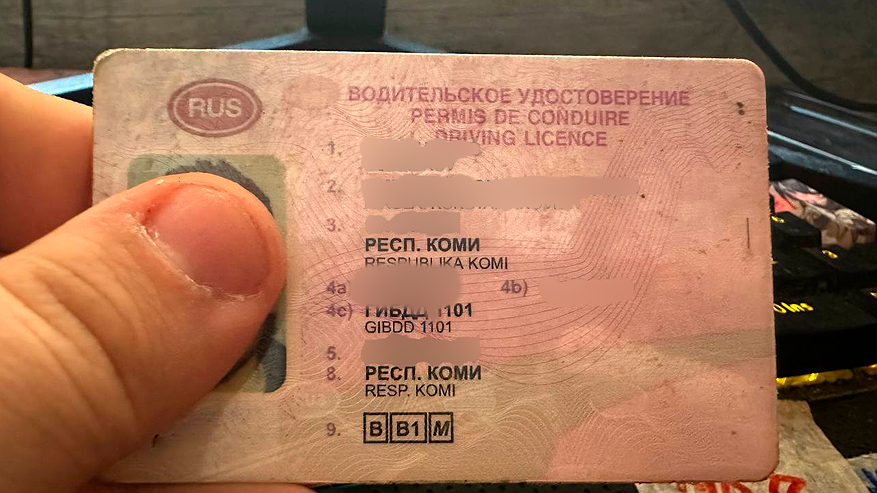 RUS
ВОДИТЕЛЬСКОЕ УДОСТОВЕРЕНИЕ
PERMIS DE CONDUIRE
DRIVING LICENCE
1.
2.
3.
РЕСП. КОМИ
RESPUBLIKA KOMI
4a 4b)
4c) ГИБДД 1101
GIBDD 1101
5.
8. РЕСП. КОМИ
RESP. KOMI
9. B B1 M